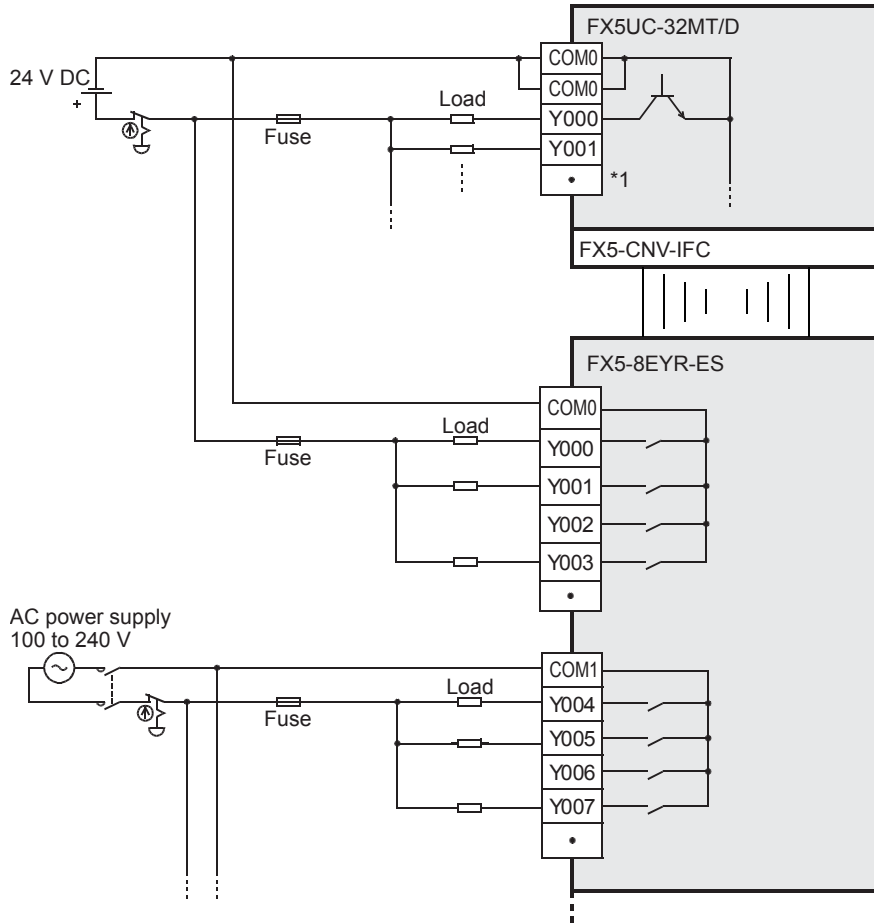 FX5UC-32MT/D
24 V DC
+
Fuse
Load
COM0
COM0
Y000
Y001
*1
FX5-CNV-IFC
FX5-8EYR-ES
COM0
Load
Fuse
Y000
Y001
Y002
Y003
AC power supply
100 to 240 V
COM1
Load
Fuse
Y004
Y005
Y006
Y007